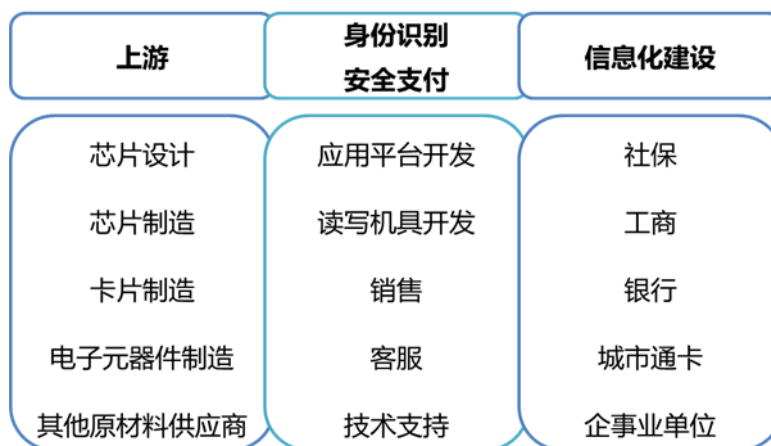 上游
身份识别
安全支付
信息化建设
芯片设计
应用平台开发
社保
芯片制造
读写机具开发
工商
卡片制造
销售
银行
电子元器件制造
客服
城市通卡
其他原材料供应商
技术支持
企事业单位